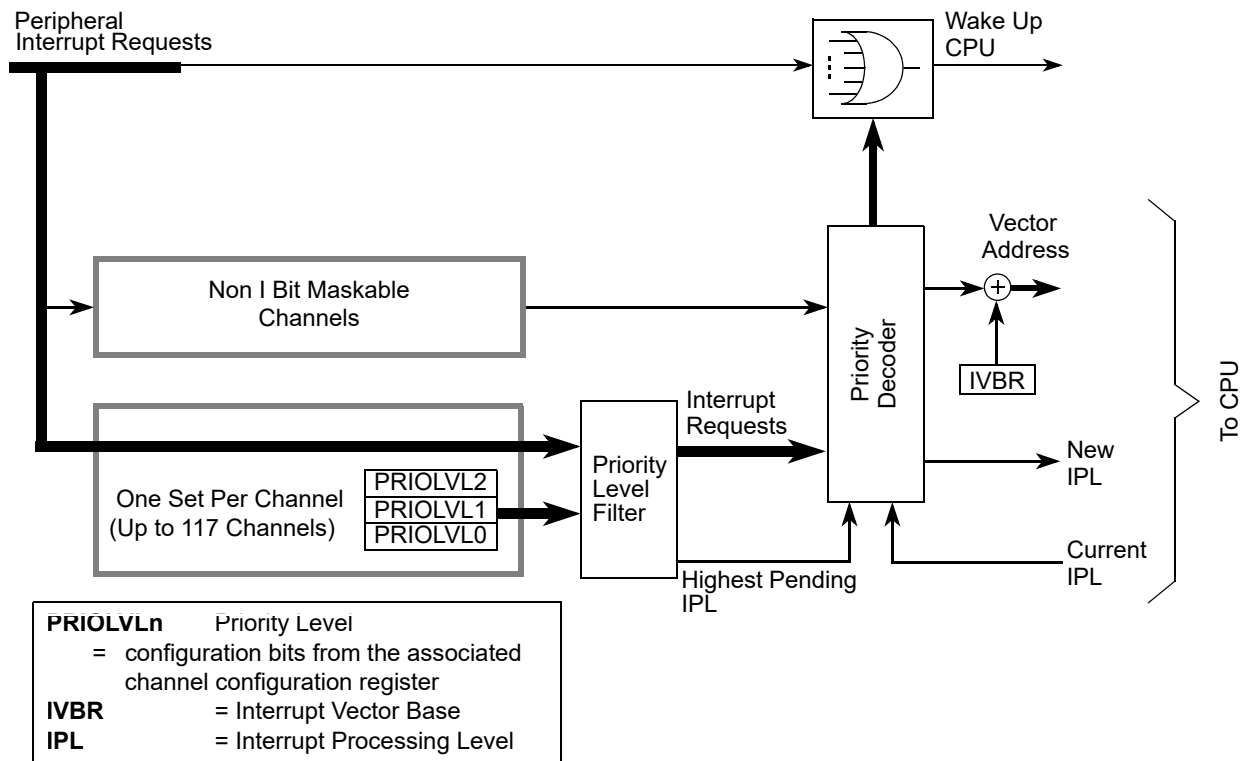 Peripheral
Interrupt Requests
Wake Up
CPU
Vector
Address
Non I Bit Maskable
Channels
Priority
Decoder
IVBR
To CPU
Interrupt
Requests
New
IPL
Priority
Level
Filter
One Set Per Channel
(Up to 117 Channels)
PRIOLVL2
PRIOLVL1
PRIOLVL0
Current
IPL
Highest Pending
IPL
PRIOLVLn Priority Level
= configuration bits from the associated
channel configuration register
IVBR = Interrupt Vector Base
IPL = Interrupt Processing Level